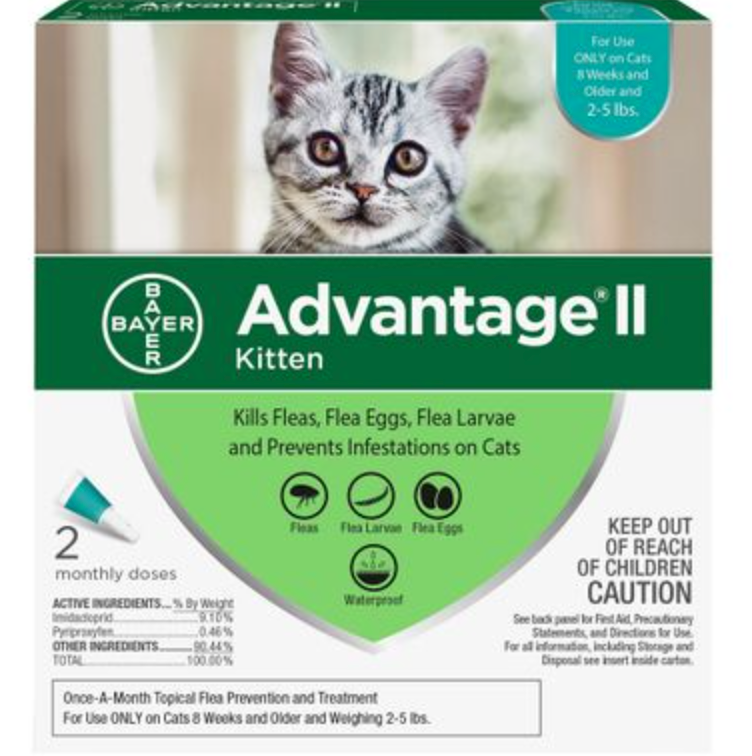 Advantage II
For Use
ONLY on Cats
8 Weeks and
Older and
2-5 lbs.
BAYER
BAYER
Advantage® II
Kitten
Kills Fleas, Flea Eggs, Flea Larvae
and Prevents Infestations on Cats
Fleas Flea Larvae Flea Eggs
Waterproof
2
monthly doses
KEEP OUT
OF REACH
OF CHILDREN
CAUTION
ACTIVE INGREDIENTS... % By Weight
Imidacloprid 9.10%
Pyriproxyfen 0.46%
OTHER INGREDIENTS 90.44%
TOTAL 100.00%
See back panel for First Aid, Precautionary
Statements, and Directions for Use.
For all information, including Storage and
Disposal see insert inside carton.
Once-A-Month Topical Flea Prevention and Treatment
For Use ONLY on Cats 8 Weeks and Older and Weighing 2-5 lbs.